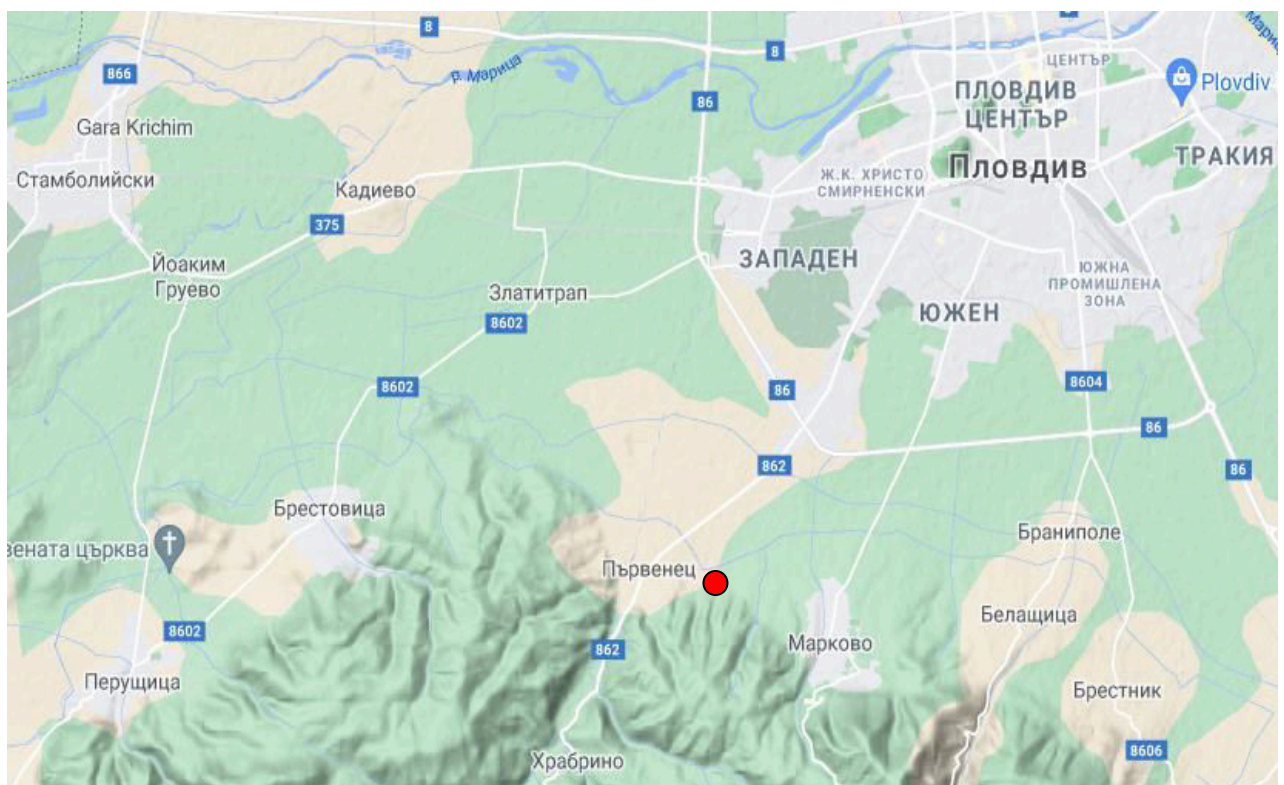 8
8
866
р. Марица
ЦЕНТЪР
Plovdiv
86
ПЛОВДИВ
ЦЕНТЪР
Gara Krichim
Стамболийски
Кадиево
Ж.К. ХРИСТО
СМИРНЕНСКИ
Пловдив
ТРАКИЯ
375
Йоаким
Груево
ЗАПАДЕН
ЮЖНА
ПРОМИШЛЕНА
ЗОНА
Златитрап
8602
ЮЖЕН
8602
86
8604
86
862
86
Брестовица
вената църква
Браниполе
Първенец
Белащица
8602
862
Марково
Перущица
Брестник
Храбрино
8606